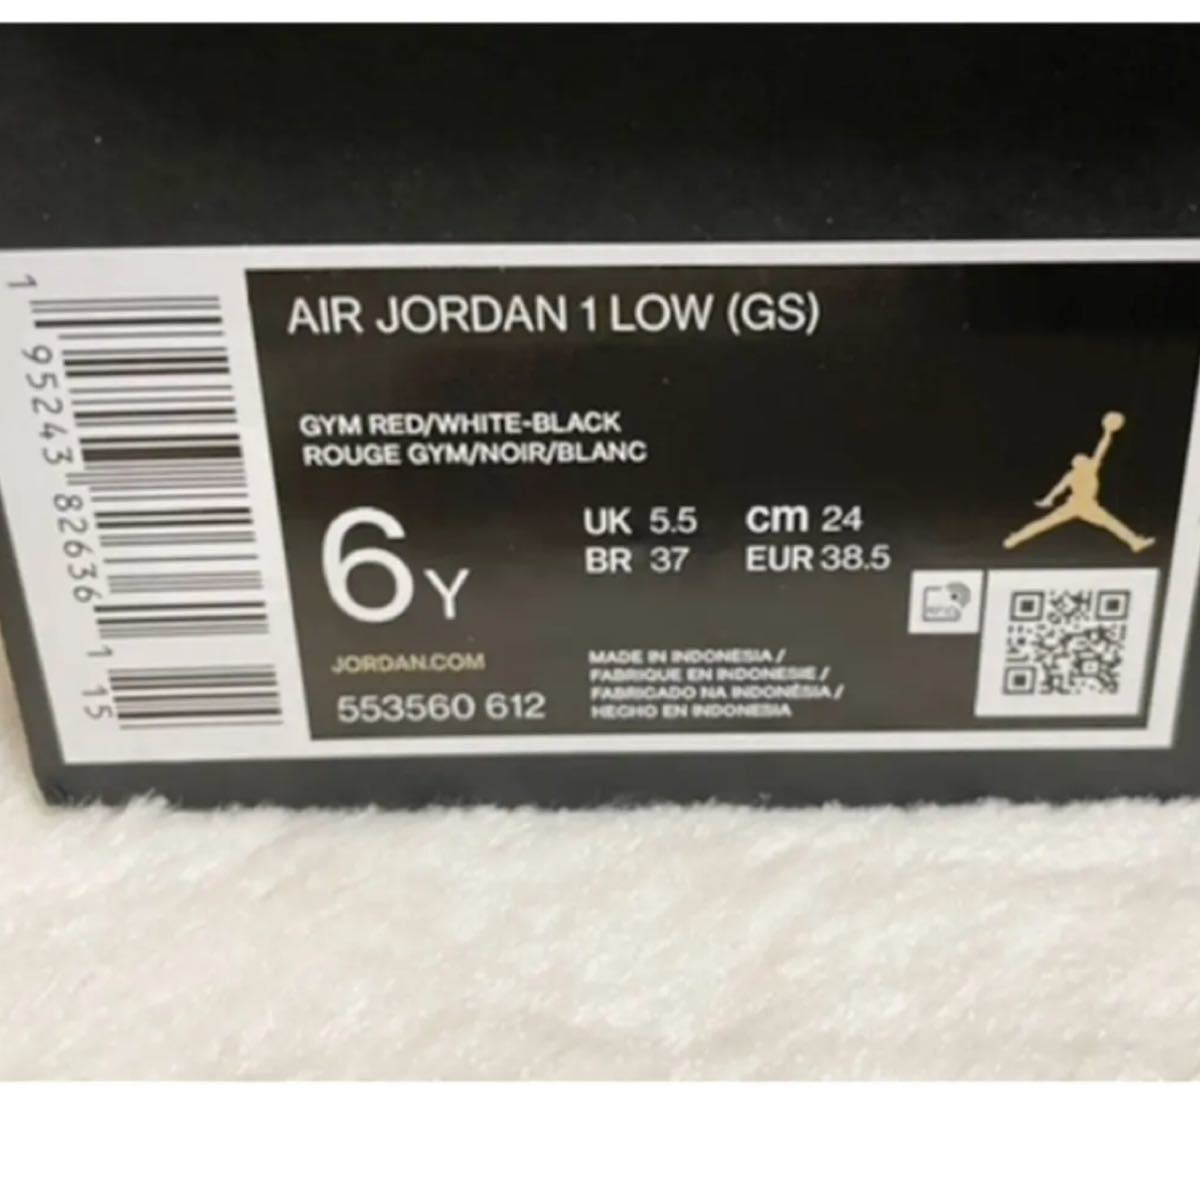 AIR JORDAN 1 LOW (GS)
GYM RED/WHITE-BLACK
ROUGE GYM/NOIR/BLANC
6Y
UK 5.5 cm 24
BR 37 EUR 38.5
JORDAN.COM
553560 612
MADE IN INDONESIA /
FABRIQUE EN INDONESIE /
FABRICADO NA INDONÉSIA /
HECHO EN INDONESIA
1 95243 82636 1 15